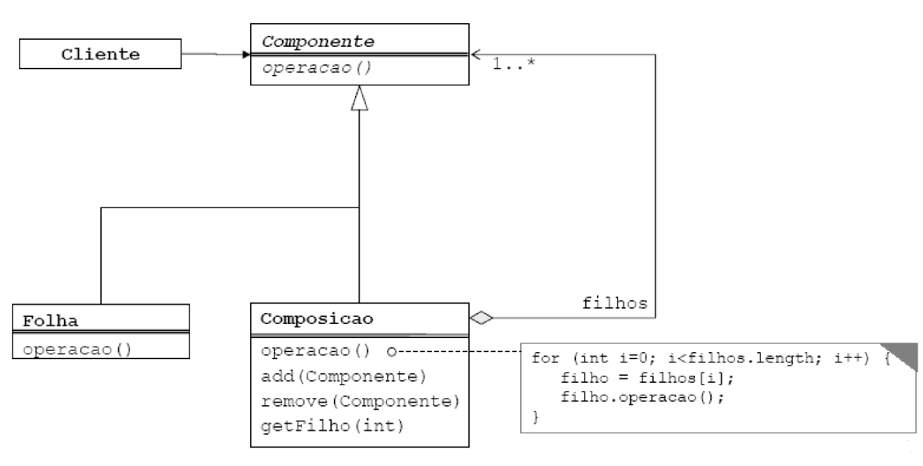 Componente
Cliente
operacao()
1..*
filhos
Folha
operacao()
Composicao
operacao()
add(Componente)
remove(Componente)
getFilho(int)
for (int i=0; i<filhos.length; i++) {
filho = filhos[i];
filho.operacao();
}